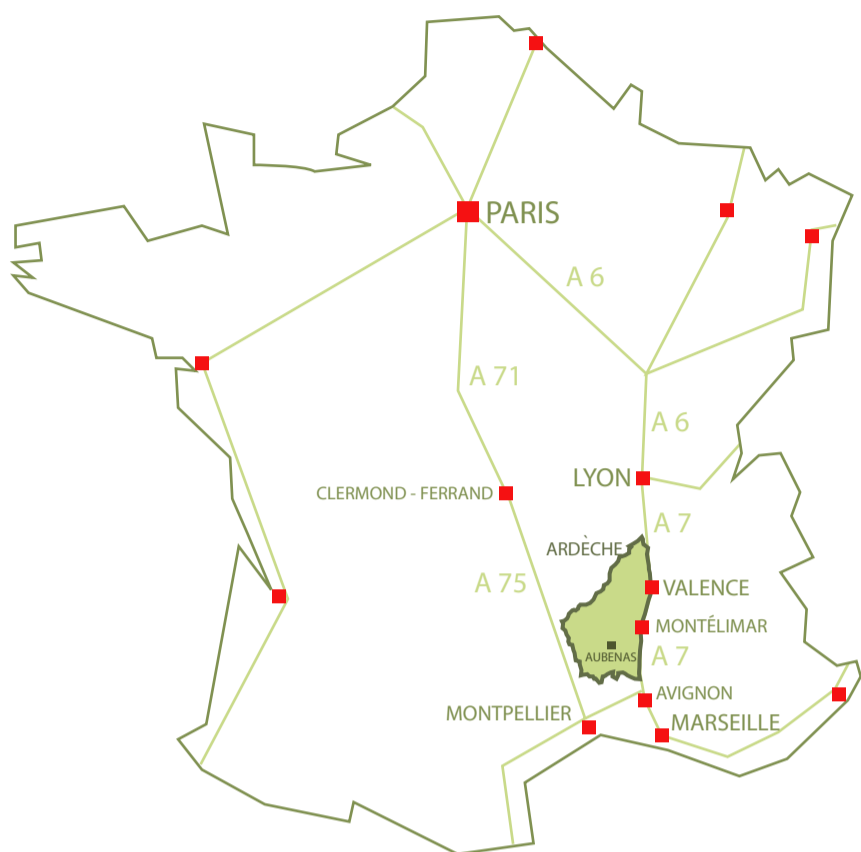 PARIS
A 6
A 71
A 6
LYON
CLERMOND - FERRAND
A 7
ARDÈCHE
A 75
VALENCE
MONTÉLIMAR
AUBENAS
A 7
AVIGNON
MONTPELLIER
MARSEILLE